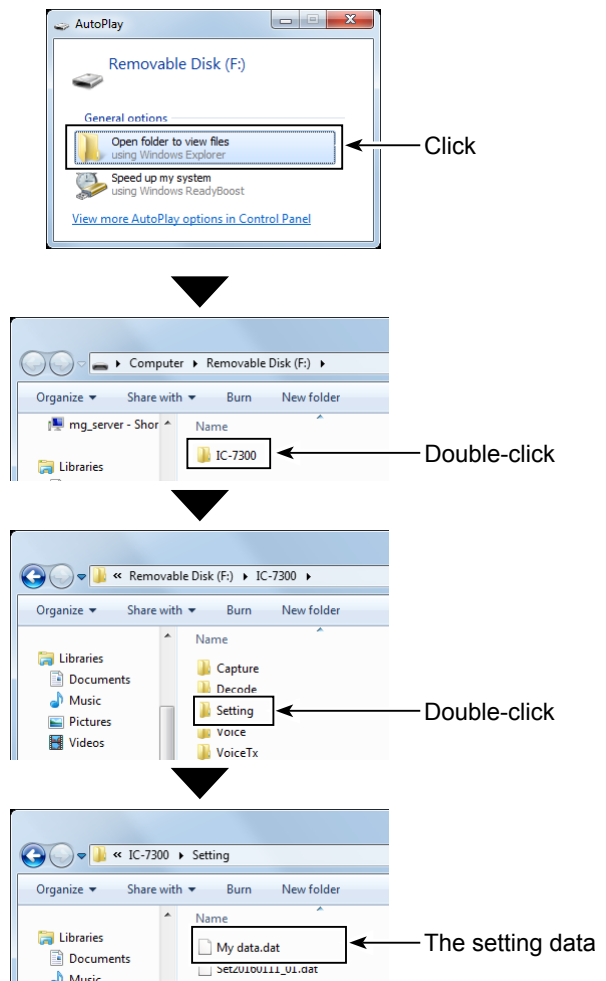 AutoPlay
Removable Disk (F:)
General options
Open folder to view files
using Windows Explorer
Click
Speed up my system
using Windows ReadyBoost
View more AutoPlay options in Control Panel
Computer Removable Disk (F:)
Organize Share with Burn New folder
mg_server - Shor
Name
IC-7300
Double-click
Libraries
« Removable Disk (F:) IC-7300
Organize Share with Burn New folder
Name
Libraries
Capture
Documents
Decode
Music
Setting
Double-click
Pictures
Voice
Videos
VoiceTx
« IC-7300 Setting
Organize Share with Burn New folder
Name
Libraries
My data.dat
The setting data
Documents
Set20160111_01.dat
Music